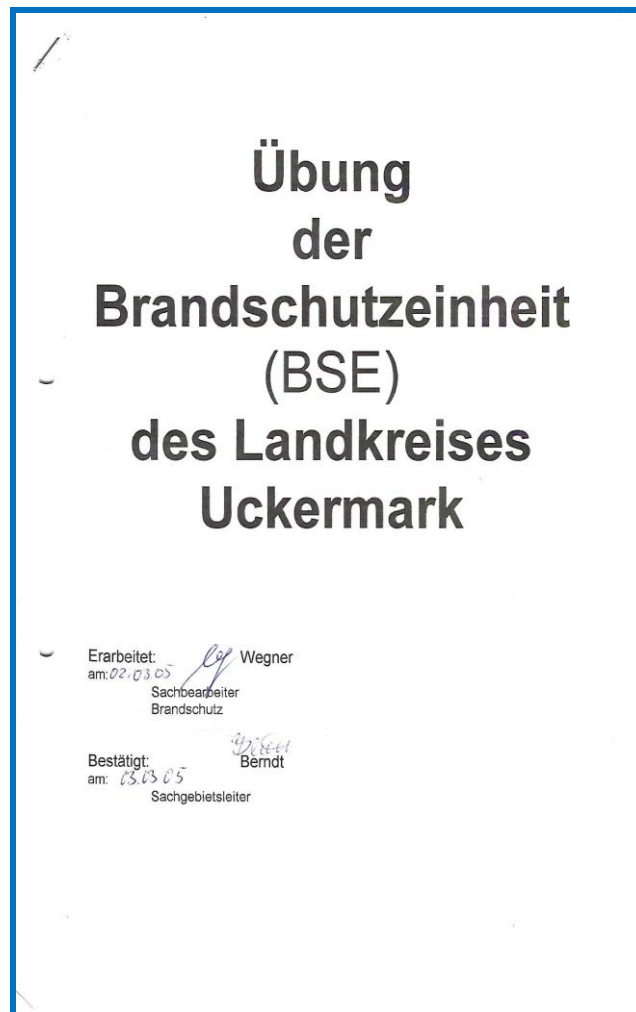 Übung
der
Brandschutzeinheit
(BSE)
des Landkreises
Uckermark
Erarbeitet: Wegner
am: 02.03.05
Sachbearbeiter
Brandschutz
Bestätigt: Berndt
am: 03.03.05
Sachgebietsleiter